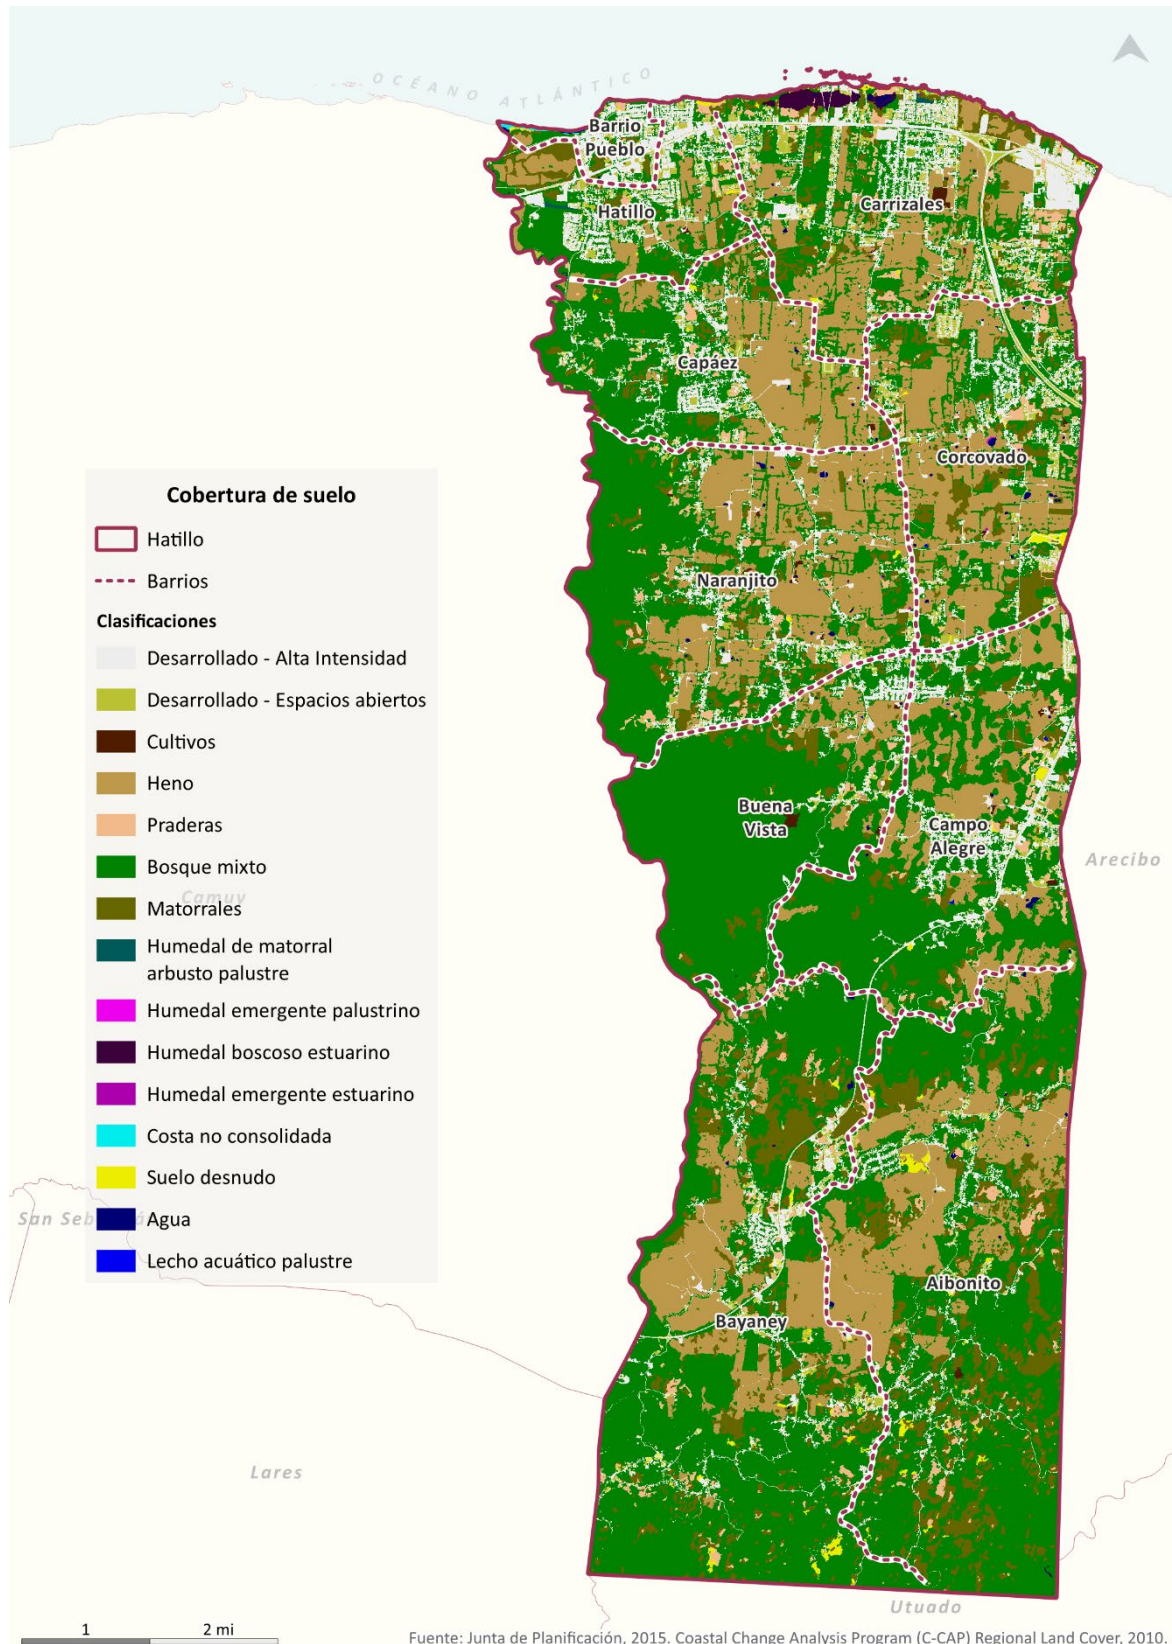 OCÉANO ATLÁNTICO
Barrio
Pueblo
Hatillo
Carrizales
Capáez
Corcovado
Cobertura de suelo
Hatillo
Barrios
Clasificaciones
Desarrollado - Alta Intensidad
Desarrollado - Espacios abiertos
Cultivos
Heno
Praderas
Bosque mixto
Matorrales
Humedal de matorral
arbusto palustre
Humedal emergente palustrino
Humedal boscoso estuarino
Humedal emergente estuarino
Costa no consolidada
Suelo desnudo
Agua
Lecho acuático palustre
Naranjito
Buena
Vista
Campo
Alegre
Arecibo
Camuy
San Seb
Aibonito
Bayaney
Lares
Utuado
1 2 mi
Fuente: Junta de Planificación, 2015. Coastal Change Analysis Program (C-CAP) Regional Land Cover, 2010.